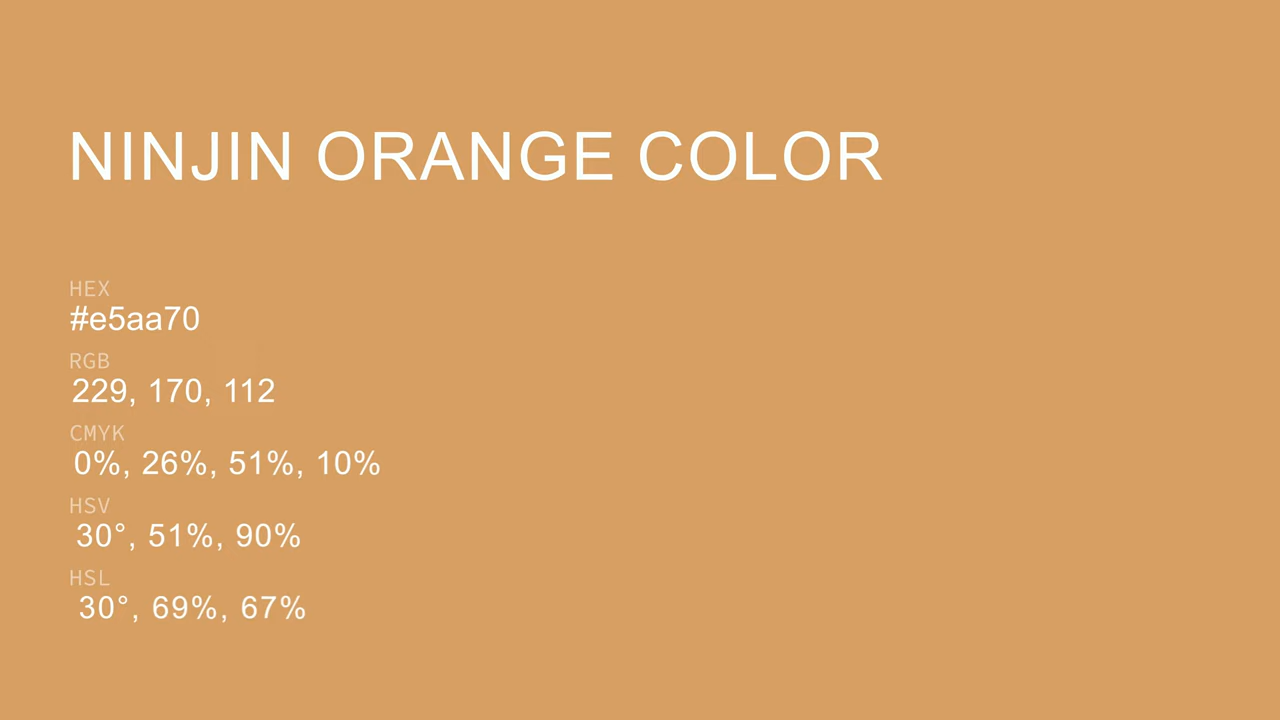 NINJIN ORANGE COLOR
HEX
#e5aa70
RGB
229, 170, 112
CMYK
0%, 26%, 51%, 10%
HSV
30°, 51%, 90%
HSL
30°, 69%, 67%